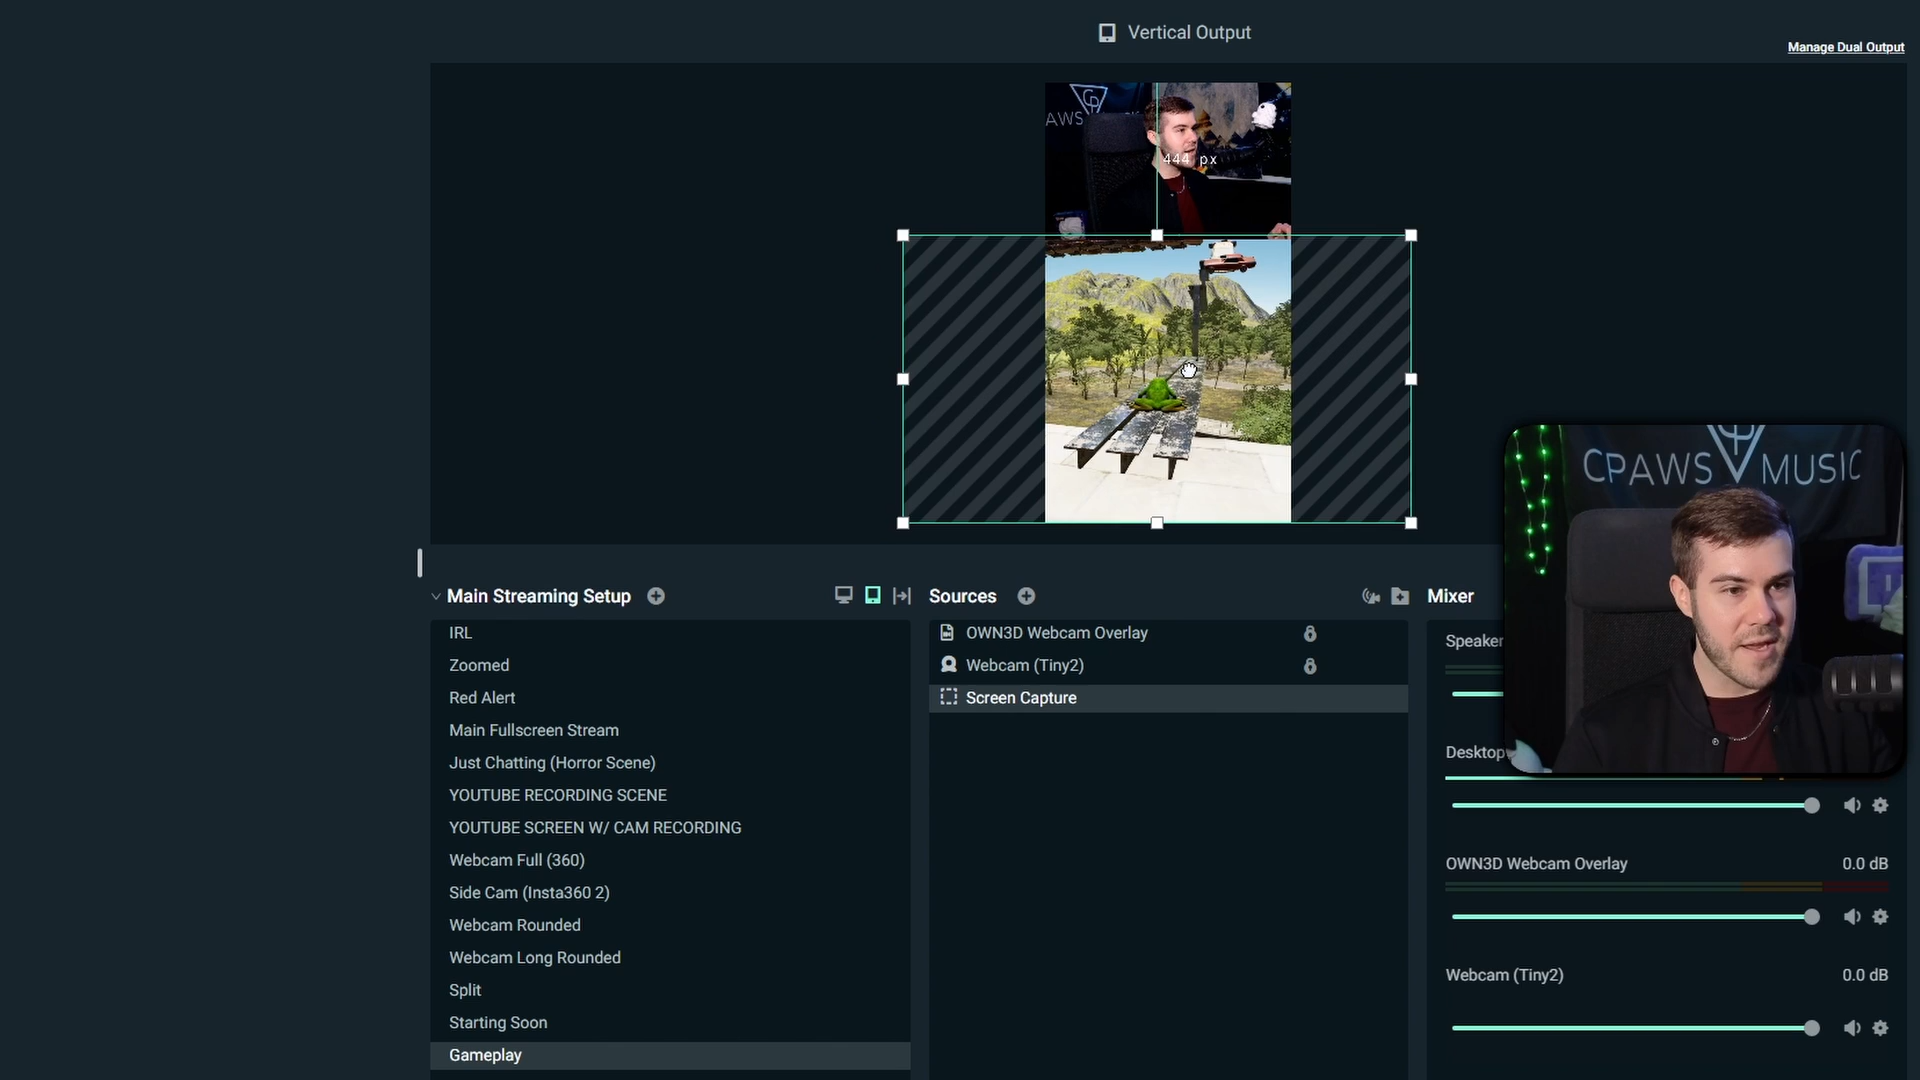 Vertical Output
Manage Dual Output
CP
AWS
444 px
CPAWS MUSIC
Main Streaming Setup
Sources
Mixer
IRL
Zoomed
Red Alert
Main Fullscreen Stream
Just Chatting (Horror Scene)
YOUTUBE RECORDING SCENE
YOUTUBE SCREEN W/ CAM RECORDING
Webcam Full (360)
Side Cam (Insta360 2)
Webcam Rounded
Webcam Long Rounded
Split
Starting Soon
Gameplay
OWN3D Webcam Overlay
Webcam (Tiny2)
Screen Capture
Speaker
Desktop
OWN3D Webcam Overlay 0.0 dB
Webcam (Tiny2) 0.0 dB